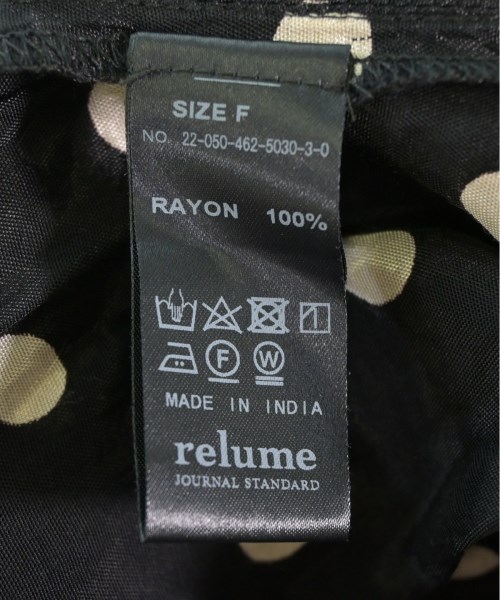 SIZE F
NO. 22-050-462-5030-3-0
RAYON 100%
F W
MADE IN INDIA
relume
JOURNAL STANDARD